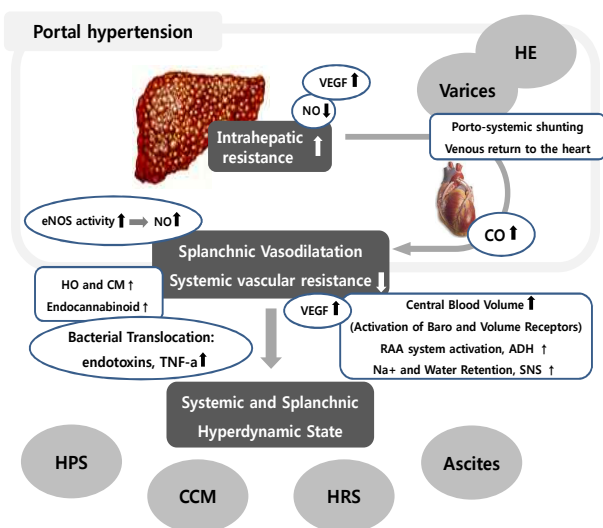 Portal hypertension
HE
Varices
VEGF ⬆
NO ⬇
Intrahepatic
resistance ⬆
Porto-systemic shunting
Venous return to the heart
eNOS activity ⬆ ➡ NO ⬆
CO ⬆
Splanchnic Vasodilatation
Systemic vascular resistance ⬇
HO and CM ↑
Endocannabinoid ↑
VEGF ⬆
Central Blood Volume ⬆
(Activation of Baro and Volume Receptors)
RAA system activation, ADH ↑
Na+ and Water Retention, SNS ↑
Bacterial Translocation:
endotoxins, TNF-a ⬆
Systemic and Splanchnic
Hyperdynamic State
HPS
CCM
HRS
Ascites